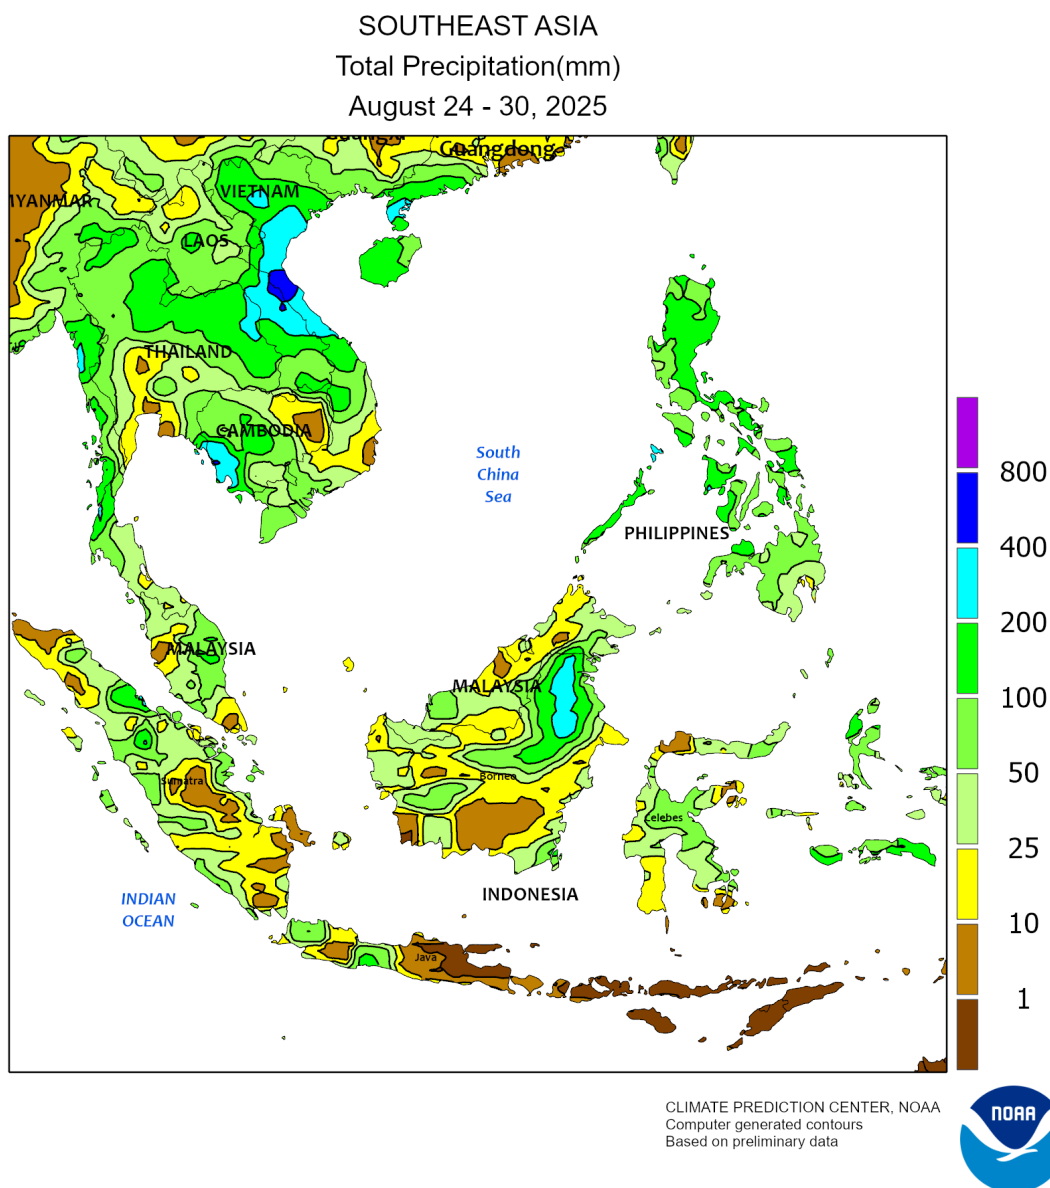 SOUTHEAST ASIA
Total Precipitation(mm)
August 24 - 30, 2025
Guangdong
VIETNAM
MYANMAR
LAOS
THAILAND
CAMBODIA
South
China
Sea
PHILIPPINES
MALAYSIA
MALAYSIA
Borneo
Sumatra
Celebes
INDONESIA
INDIAN
OCEAN
Java
800
400
200
100
50
25
10
1
CLIMATE PREDICTION CENTER, NOAA
Computer generated contours
Based on preliminary data
NOAA